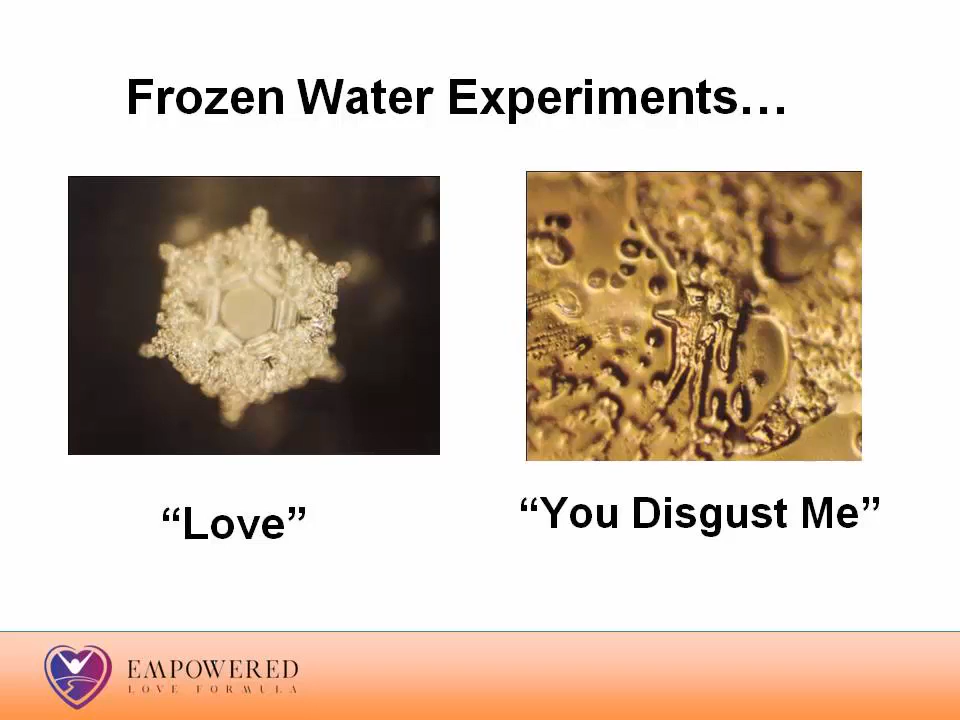 Frozen Water Experiments…
“Love”
“You Disgust Me”
EMPOWERED
LOVE FORMULA